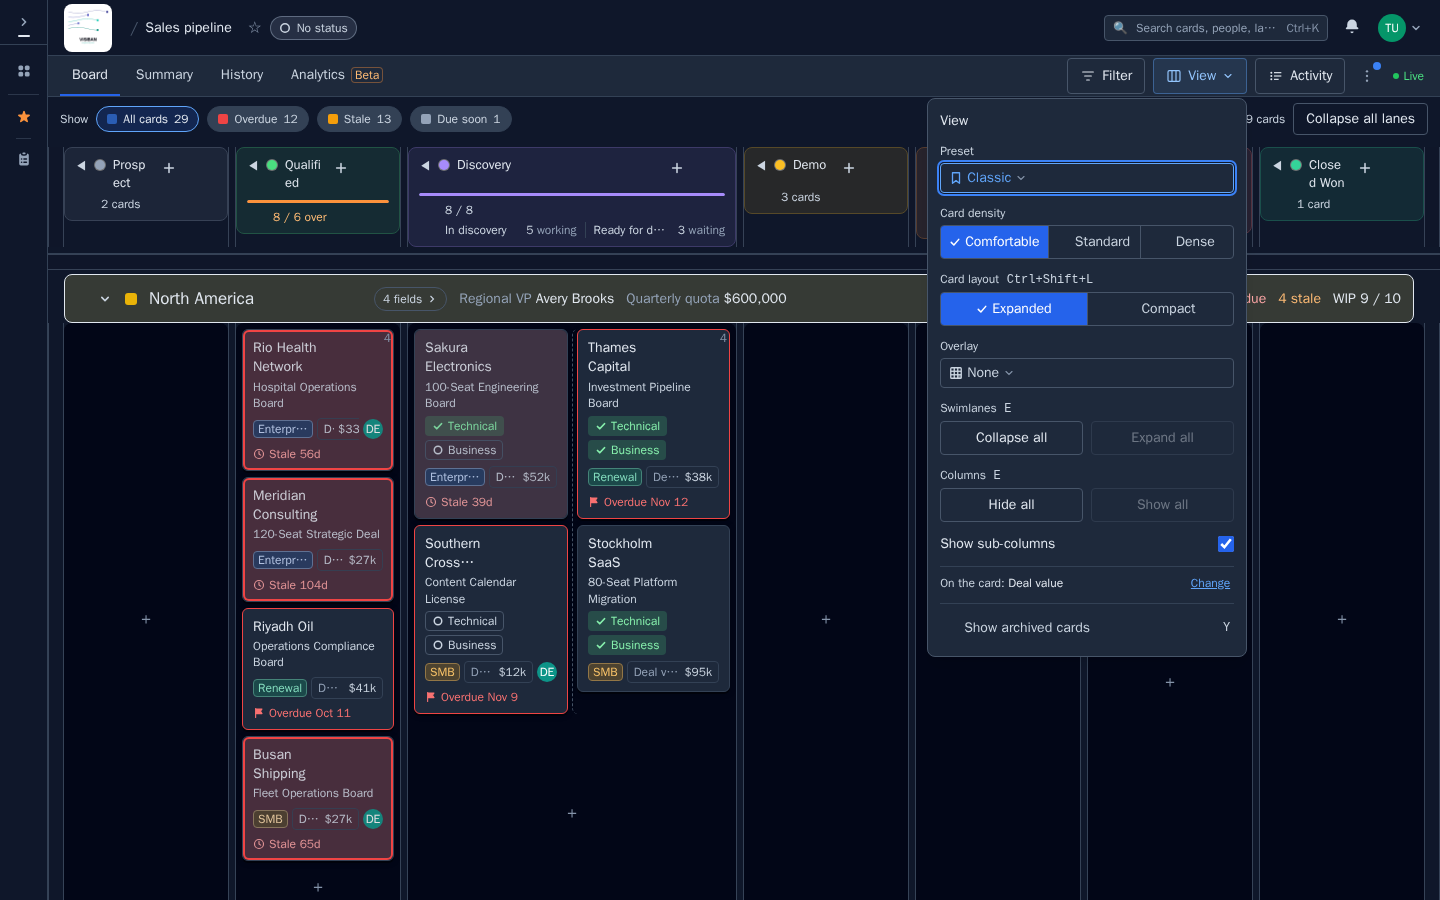 VISBAN
/ Sales pipeline
No status
Search cards, people, la··· Ctrl+K
TU
Board Summary History Analytics Beta
Filter View Activity
Live
Show All cards 29 Overdue 12 Stale 13 Due soon 1
9 cards Collapse all lanes
Prosp
ect
2 cards
Qualifi
ed
8 / 6 over
Discovery
8 / 8
In discovery 5 working Ready for d··· 3 waiting
Demo
3 cards
Close
d Won
1 card
North America
4 fields
Regional VP Avery Brooks Quarterly quota $600,000
due 4 stale WIP 9 / 10
4
Rio Health
Network
Hospital Operations
Board
Enterpr··· D· $33 DE
Stale 56d
Meridian
Consulting
120-Seat Strategic Deal
Enterpr··· D··· $27k
Stale 104d
Riyadh Oil
Operations Compliance
Board
Renewal D··· $41k
Overdue Oct 11
Busan
Shipping
Fleet Operations Board
SMB D··· $27k DE
Stale 65d
Sakura
Electronics
100-Seat Engineering
Board
Technical
Business
Enterpr··· D··· $52k
Stale 39d
Southern
Cross···
Content Calendar
License
Technical
Business
SMB D··· $12k DE
Overdue Nov 9
4
Thames
Capital
Investment Pipeline
Board
Technical
Business
Renewal De··· $38k
Overdue Nov 12
Stockholm
SaaS
80-Seat Platform
Migration
Technical
Business
SMB Deal v··· $95k
View
Preset
Classic
Card density
Comfortable Standard Dense
Card layout Ctrl+Shift+L
Expanded Compact
Overlay
None
Swimlanes E
Collapse all Expand all
Columns E
Hide all Show all
Show sub-columns
On the card: Deal value Change
Show archived cards Y